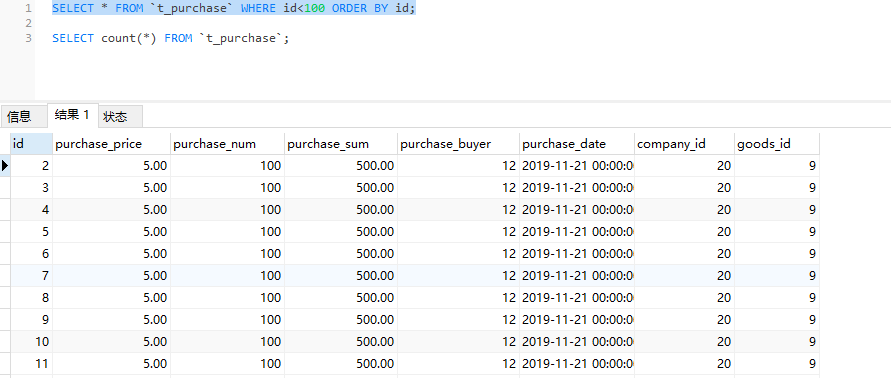 1 SELECT * FROM `t_purchase` WHERE id<100 ORDER BY id;
2
3 SELECT count(*) FROM `t_purchase`;
信息 结果 1 状态
id purchase_price purchase_num purchase_sum purchase_buyer purchase_date company_id goods_id
2 5.00 100 500.00 12 2019-11-21 00:00:0 20 9
3 5.00 100 500.00 12 2019-11-21 00:00:0 20 9
4 5.00 100 500.00 12 2019-11-21 00:00:0 20 9
5 5.00 100 500.00 12 2019-11-21 00:00:0 20 9
6 5.00 100 500.00 12 2019-11-21 00:00:0 20 9
7 5.00 100 500.00 12 2019-11-21 00:00:0 20 9
8 5.00 100 500.00 12 2019-11-21 00:00:0 20 9
9 5.00 100 500.00 12 2019-11-21 00:00:0 20 9
10 5.00 100 500.00 12 2019-11-21 00:00:0 20 9
11 5.00 100 500.00 12 2019-11-21 00:00:0 20 9